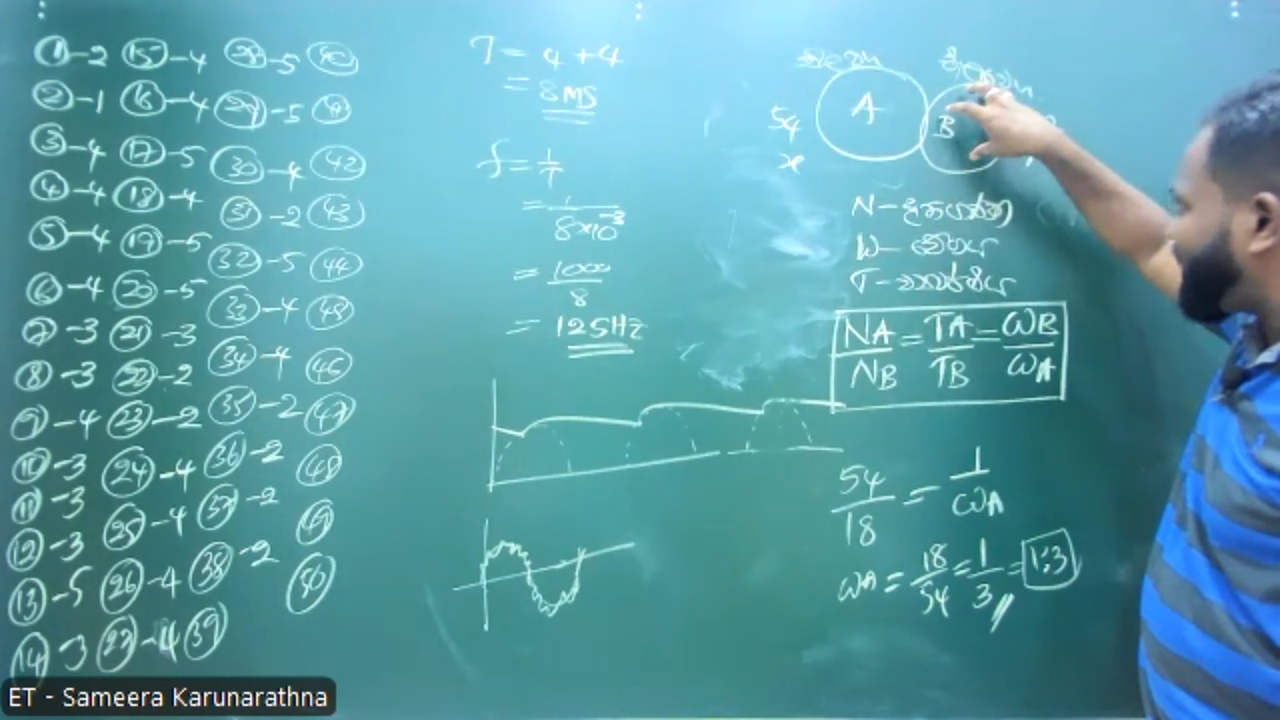 ①-2 ⑮-4 ㉘-5 ㊵
②-1 ⑯-4 ㉙-5 ㊶
③-4 ⑰-5 ㉚-4 ㊷
④-4 ⑱-4 ㉛-2 ㊸
⑤-4 ⑲-5 ㉜-5 ㊹
⑥-4 ⑳-5 ㉝-4 ㊺
⑦-3 ㉑-3 ㉞-4 ㊻
⑧-3 ㉒-2 ㉟-2 ㊼
⑨-4 ㉓-2 ㊱-2 ㊽
⑩-3 ㉔-4 ㊲-2 ㊾
⑪-3 ㉕-4 ㊳-2 ㊿
⑫-3 ㉖-4 ㊴
⑬-5 ㉗-4
⑭-3
T = 4 + 4
= 8MS
f = 1/T
= 1/8×10⁻³
= 1000/8
= 125Hz
54
x
A
B
N -
W - වේගය
T -
NA/NB = TA/TB = ωB/ωA
54/18 = 1/ωA
ωA = 18/54 = 1/3 = 1:3
ET - Sameera Karunarathna